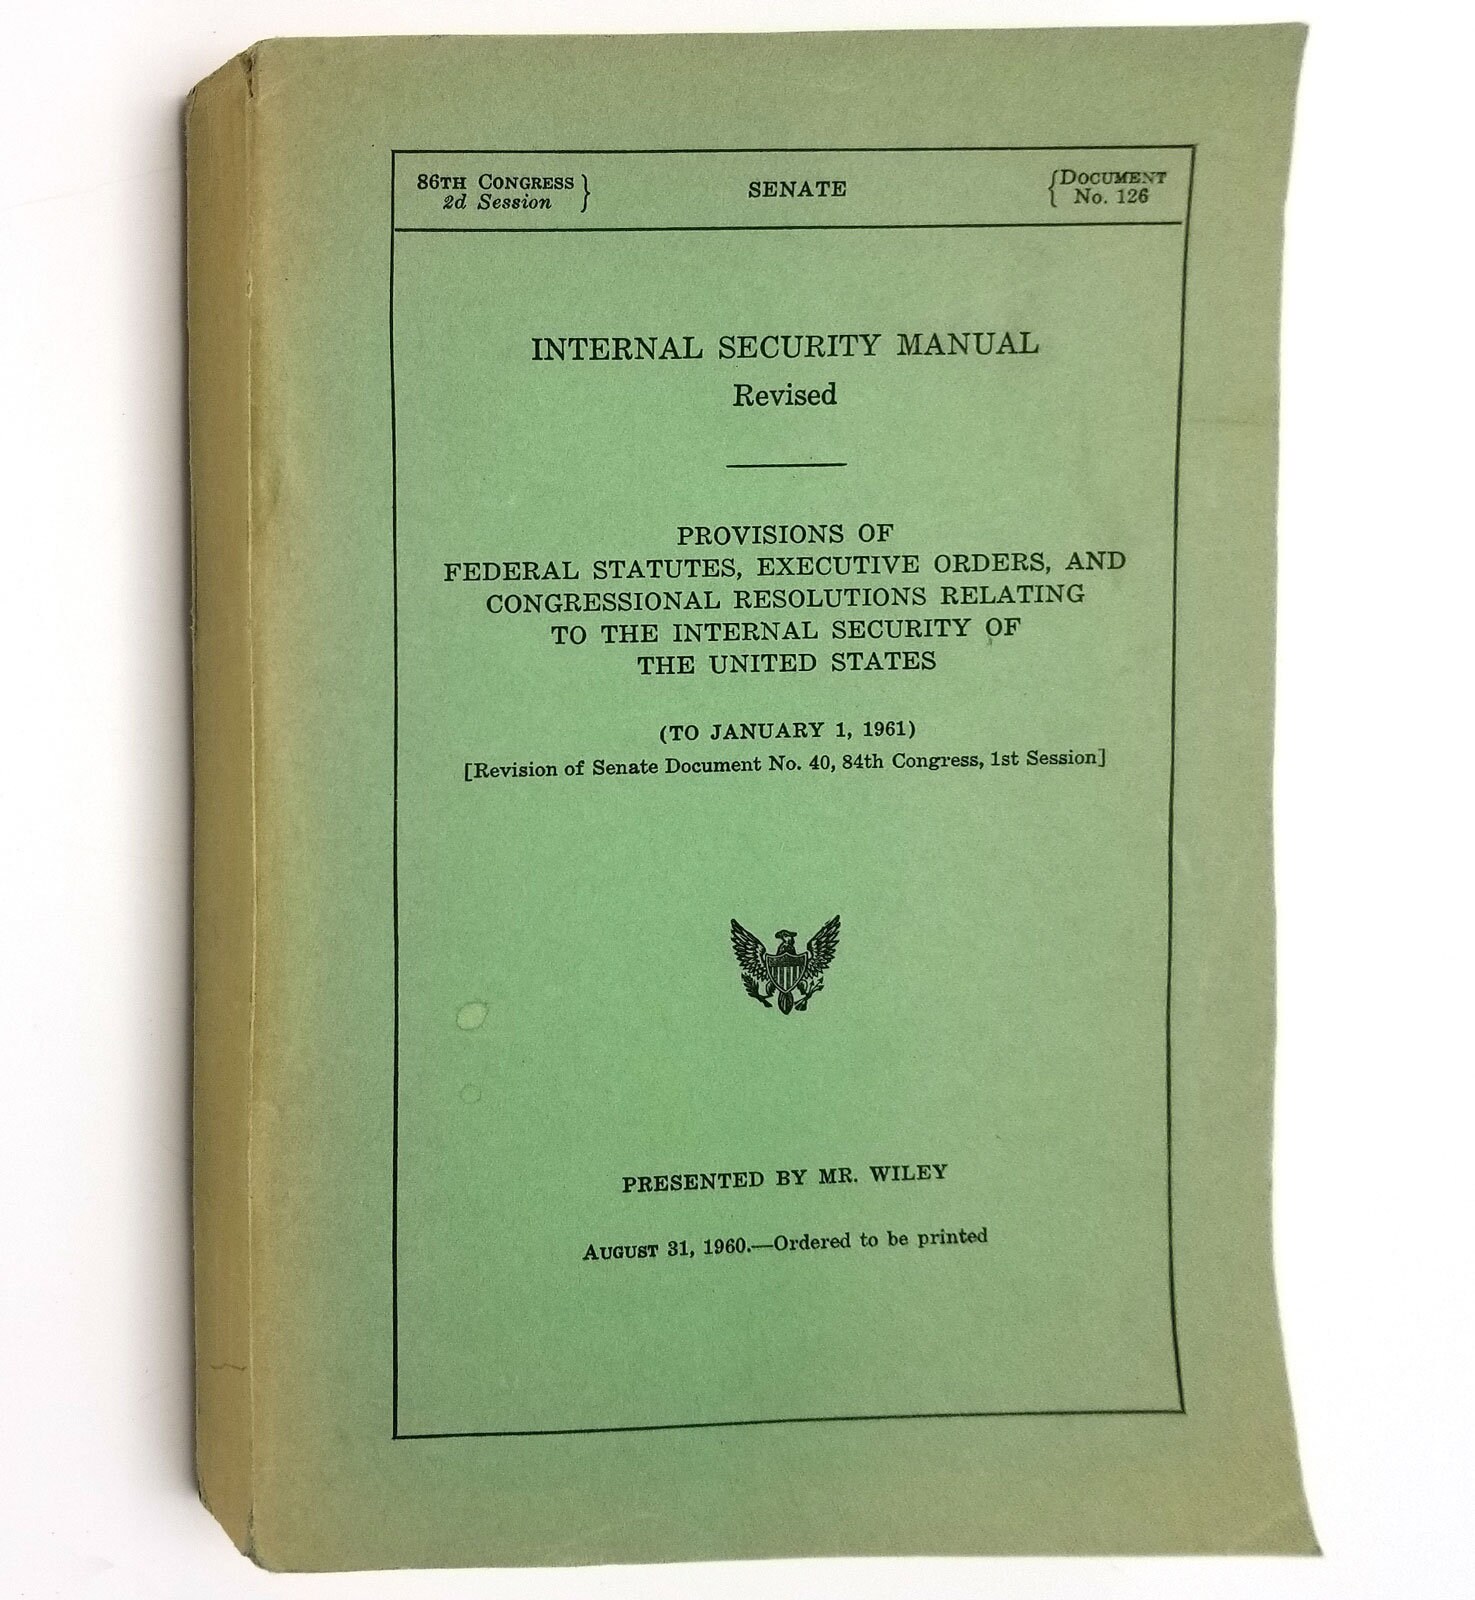 86TH CONGRESS
2d Session
SENATE
DOCUMENT
No. 126
INTERNAL SECURITY MANUAL
Revised
PROVISIONS OF
FEDERAL STATUTES, EXECUTIVE ORDERS, AND
CONGRESSIONAL RESOLUTIONS RELATING
TO THE INTERNAL SECURITY OF
THE UNITED STATES
(TO JANUARY 1, 1961)
[Revision of Senate Document No. 40, 84th Congress, 1st Session]
PRESENTED BY MR. WILEY
AUGUST 31, 1960.—Ordered to be printed